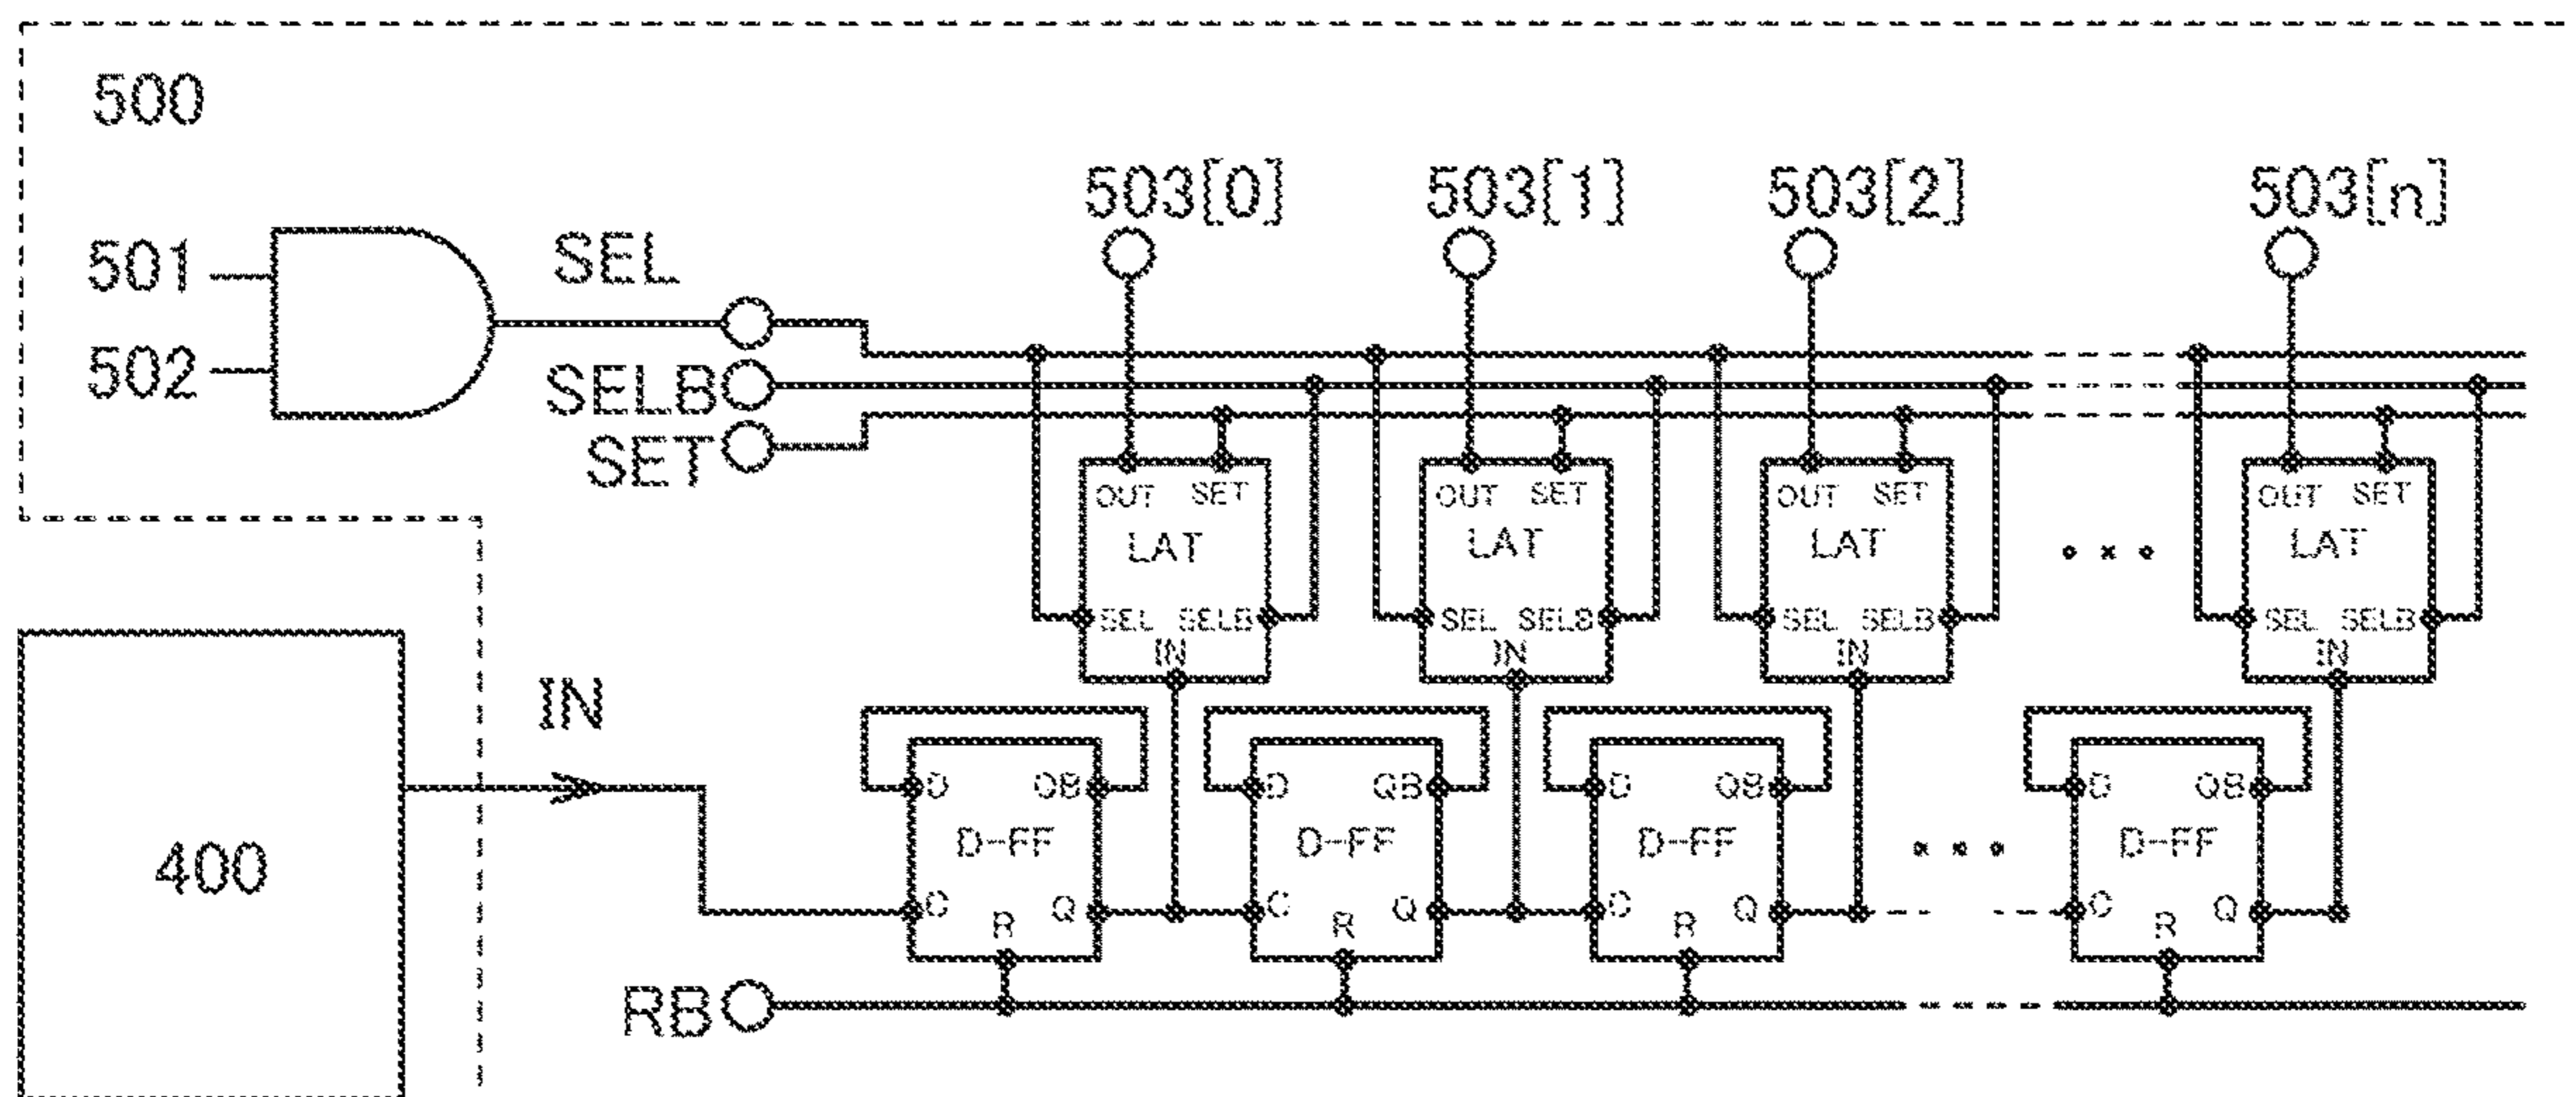 500
503[0] 503[1] 503[2] 503[n]
501 SEL
502
SELB
SET
OUT SET OUT SET OUT SET OUT SET
LAT LAT LAT LAT
SEL SELB SEL SELB SEL SELB SEL SELB
IN IN IN IN
IN
D QB D QB D QB D QB
400 D-FF D-FF D-FF D-FF
C Q C Q C Q C Q
R R R R
RB